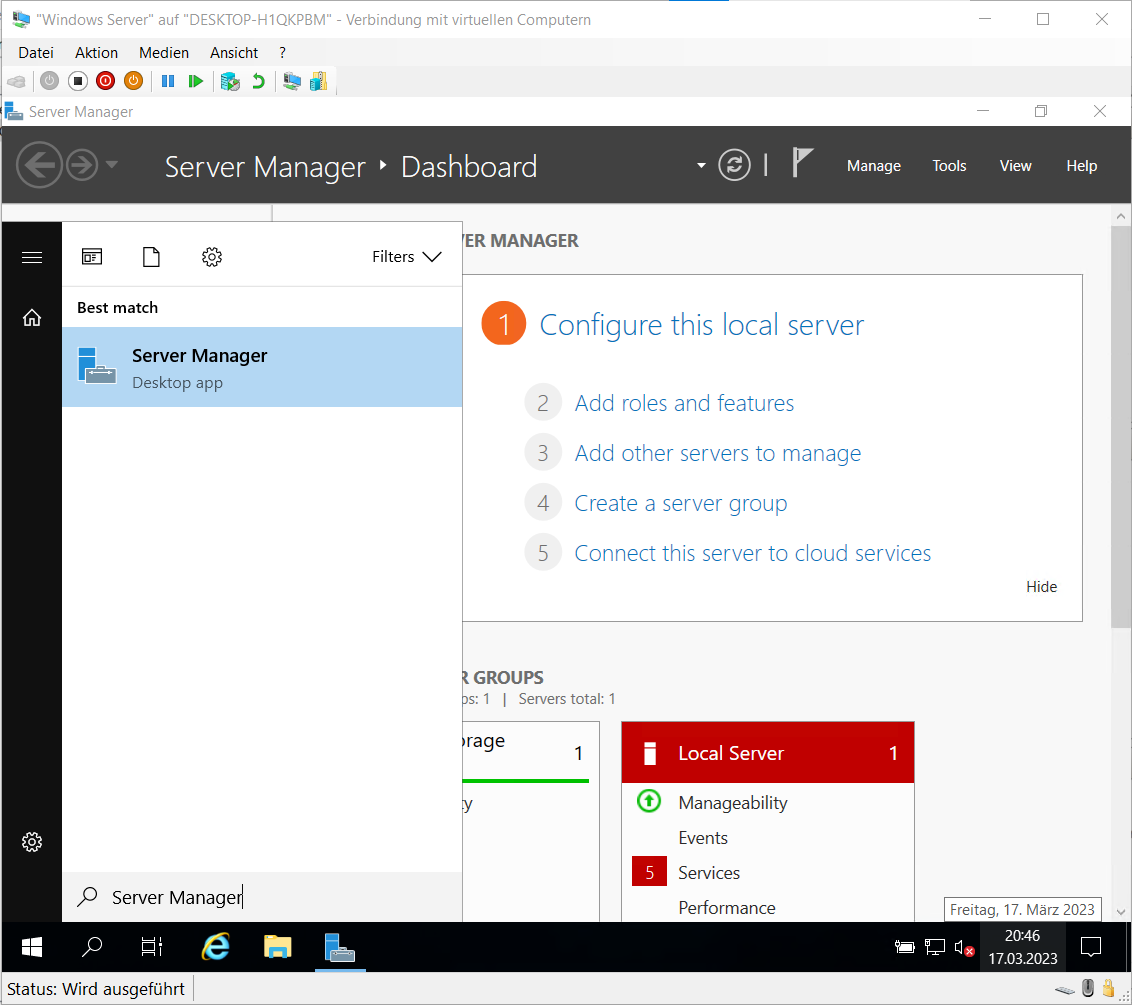 "Windows Server" auf "DESKTOP-H1QKPBM" - Verbindung mit virtuellen Computern
Datei Aktion Medien Ansicht ?
Server Manager
Server Manager Dashboard Manage Tools View Help
Filters
Best match
Server Manager
Desktop app
Server Manager
ER MANAGER
1 Configure this local server
2 Add roles and features
3 Add other servers to manage
4 Create a server group
5 Connect this server to cloud services
Hide
R GROUPS
ps: 1 | Servers total: 1
orage 1
ty
Local Server 1
Manageability
Events
5 Services
Performance
Freitag, 17. März 2023
20:46
17.03.2023
Status: Wird ausgeführt